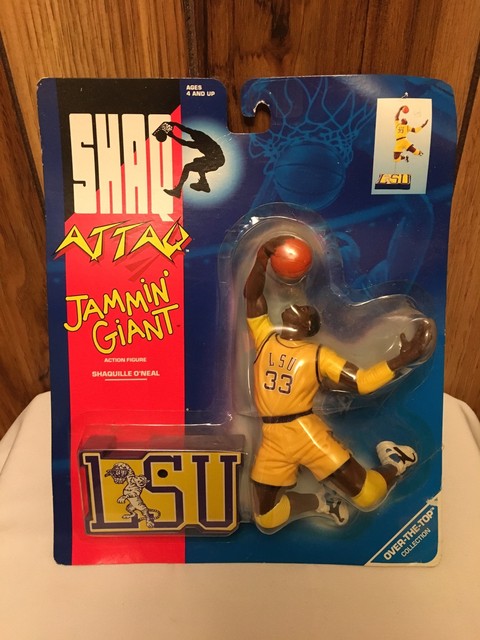 AGES
4 AND UP
SHAQ
ATTAQ
JAMMIN'
GIANT
ACTION FIGURE
SHAQUILLE O'NEAL
LSU
LSU
33
LSU
OVER-THE-TOP
COLLECTION